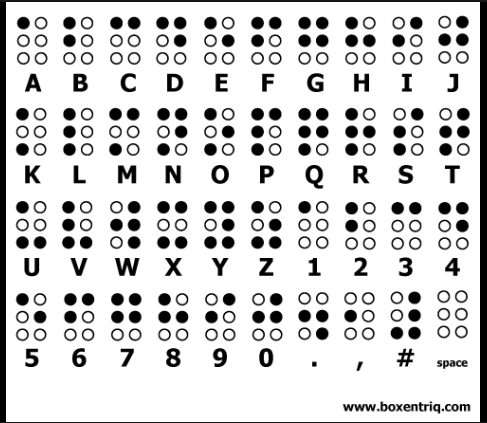 A B C D E F G H I J
K L M N O P Q R S T
U V W X Y Z 1 2 3 4
5 6 7 8 9 0 . , # space
www.boxentriq.com